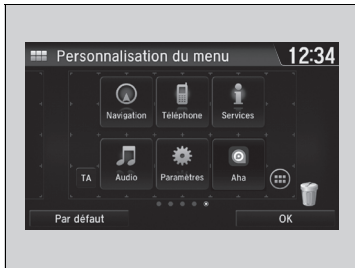 Personnalisation du menu
12:34
Navigation
Téléphone
Services
TA
Audio
Paramètres
Aha
Par défaut
OK